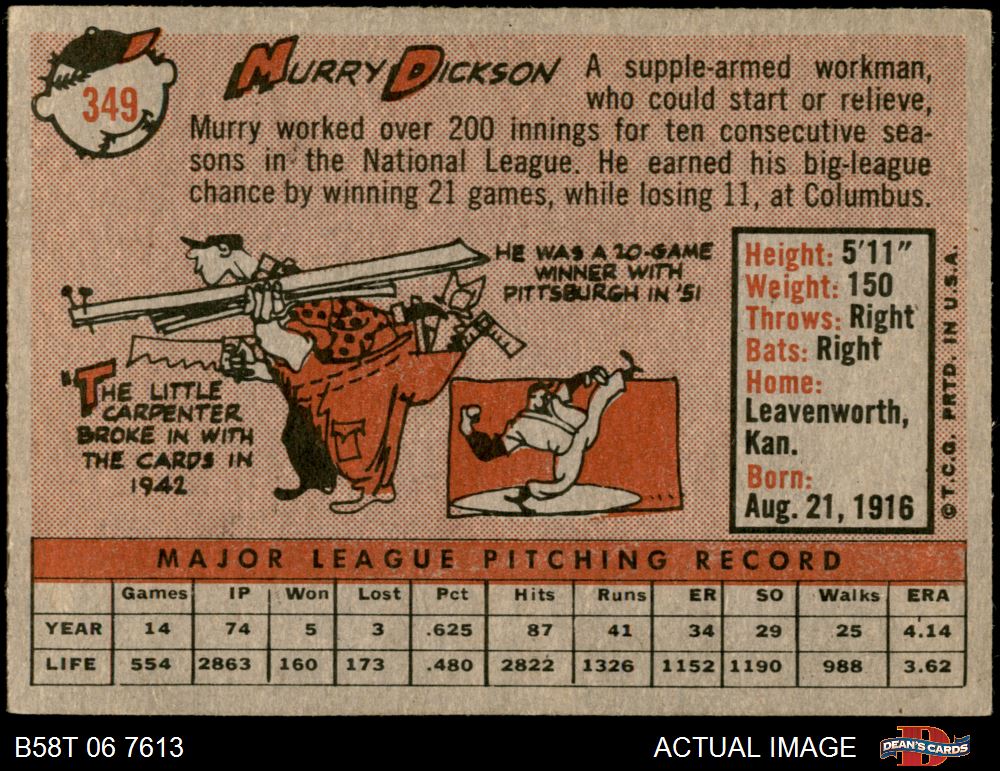 349
MURRY DICKSON
A supple-armed workman,
who could start or relieve,
Murry worked over 200 innings for ten consecutive sea-
sons in the National League. He earned his big-league
chance by winning 21 games, while losing 11, at Columbus.
HE WAS A 20-GAME
WINNER WITH
PITTSBURGH IN '51
"THE LITTLE
CARPENTER
BROKE IN WITH
THE CARDS IN
1942
Height: 5'11"
Weight: 150
Throws: Right
Bats: Right
Home:
Leavenworth,
Kan.
Born:
Aug. 21, 1916
©T.C.G. PRTD. IN U.S.A.
MAJOR LEAGUE PITCHING RECORD
Games IP Won Lost Pct Hits Runs ER SO Walks ERA
YEAR 14 74 5 3 .625 87 41 34 29 25 4.14
LIFE 554 2863 160 173 .480 2822 1326 1152 1190 988 3.62
B58T 06 7613
ACTUAL IMAGE
D
DEAN'S CARDS